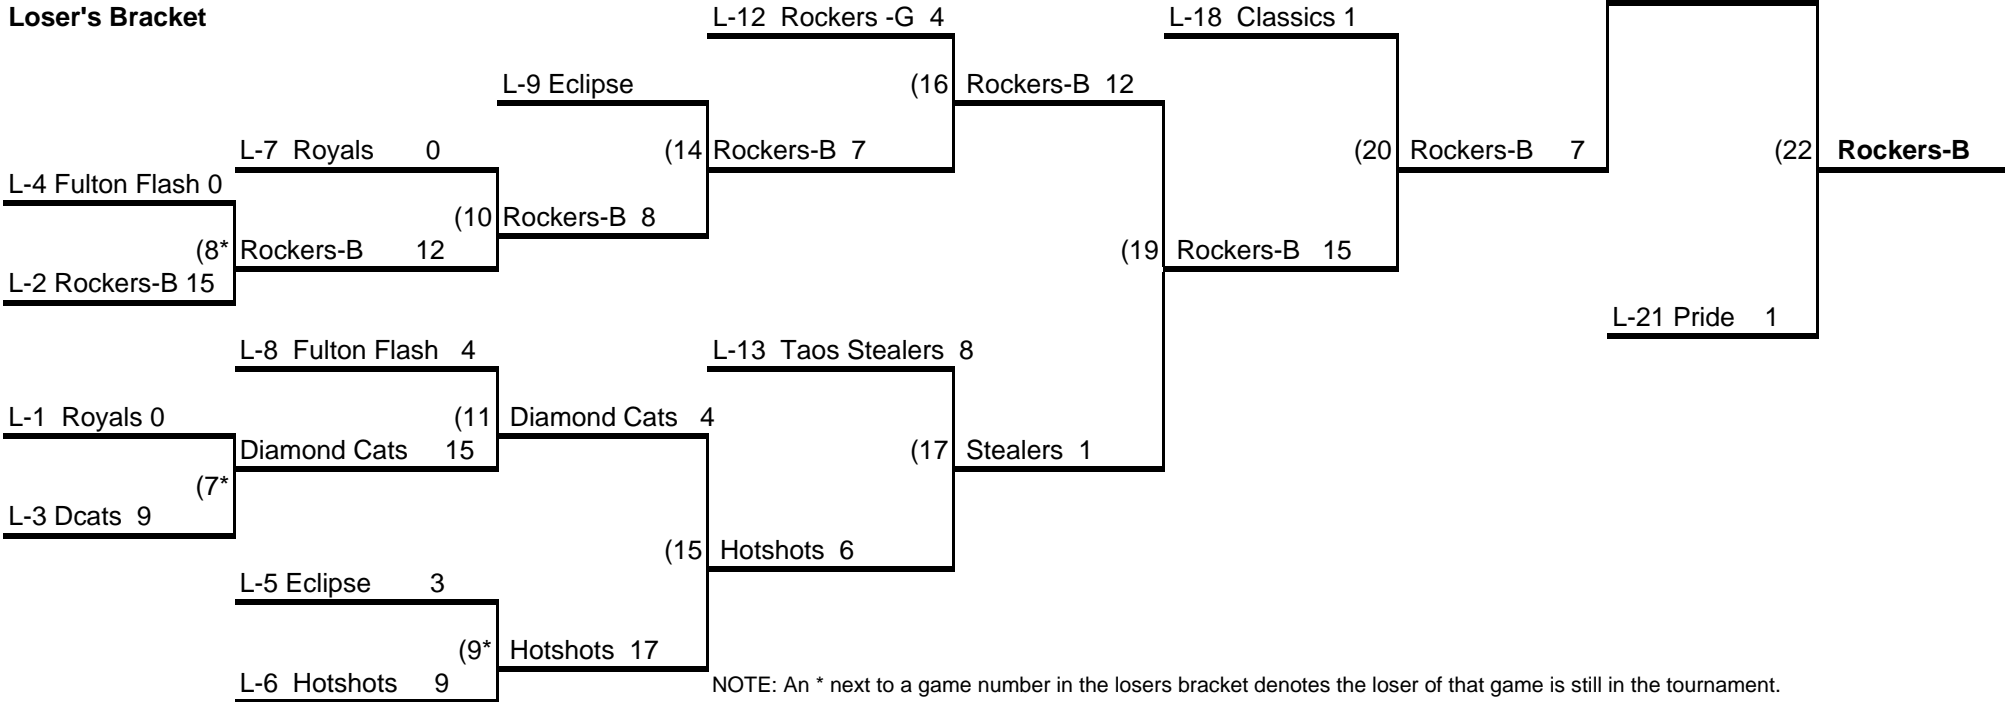 Loser's Bracket
L-12 Rockers -G 4
L-18 Classics 1
L-9 Eclipse
(16
Rockers-B 12
L-7 Royals 0
(14
Rockers-B 7
(20
Rockers-B 7
(22
Rockers-B
L-4 Fulton Flash 0
(10
Rockers-B 8
(8*
Rockers-B 12
(19
Rockers-B 15
L-2 Rockers-B 15
L-21 Pride 1
L-8 Fulton Flash 4
L-13 Taos Stealers 8
L-1 Royals 0
(11
Diamond Cats 4
Diamond Cats 15
(17
Stealers 1
(7*
L-3 Dcats 9
(15
Hotshots 6
L-5 Eclipse 3
(9*
Hotshots 17
L-6 Hotshots 9
NOTE: An * next to a game number in the losers bracket denotes the loser of that game is still in the tournament.